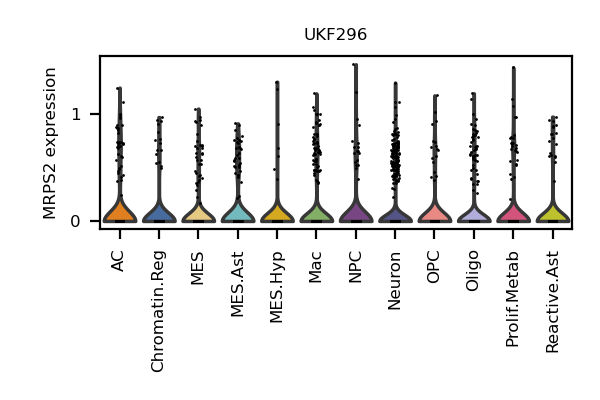 UKF296
MRPS2 expression
1
0
AC
Chromatin.Reg
MES
MES.Ast
MES.Hyp
Mac
NPC
Neuron
OPC
Oligo
Prolif.Metab
Reactive.Ast